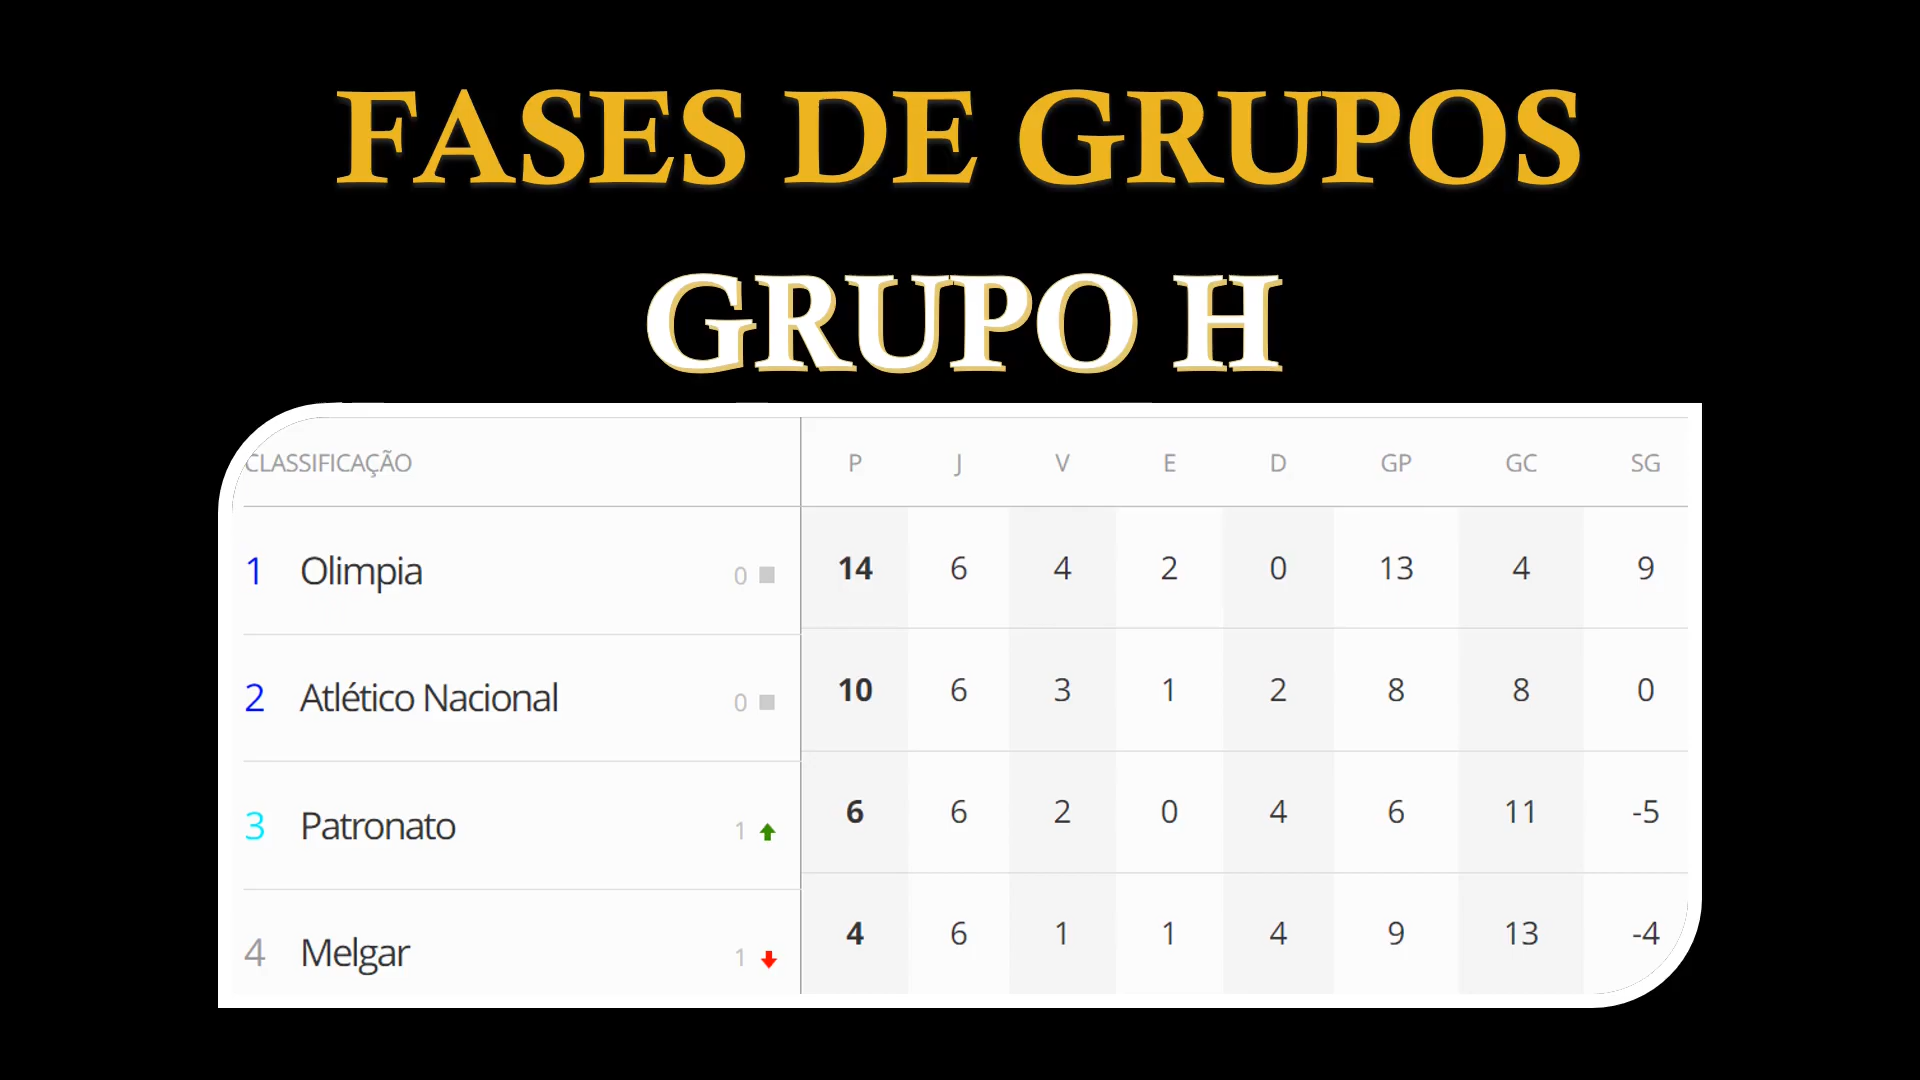 FASES DE GRUPOS
GRUPO H
CLASSIFICAÇÃO P J V E D GP GC SG
1 Olimpia 0 14 6 4 2 0 13 4 9
2 Atlético Nacional 0 10 6 3 1 2 8 8 0
3 Patronato 1 6 6 2 0 4 6 11 -5
4 Melgar 1 4 6 1 1 4 9 13 -4